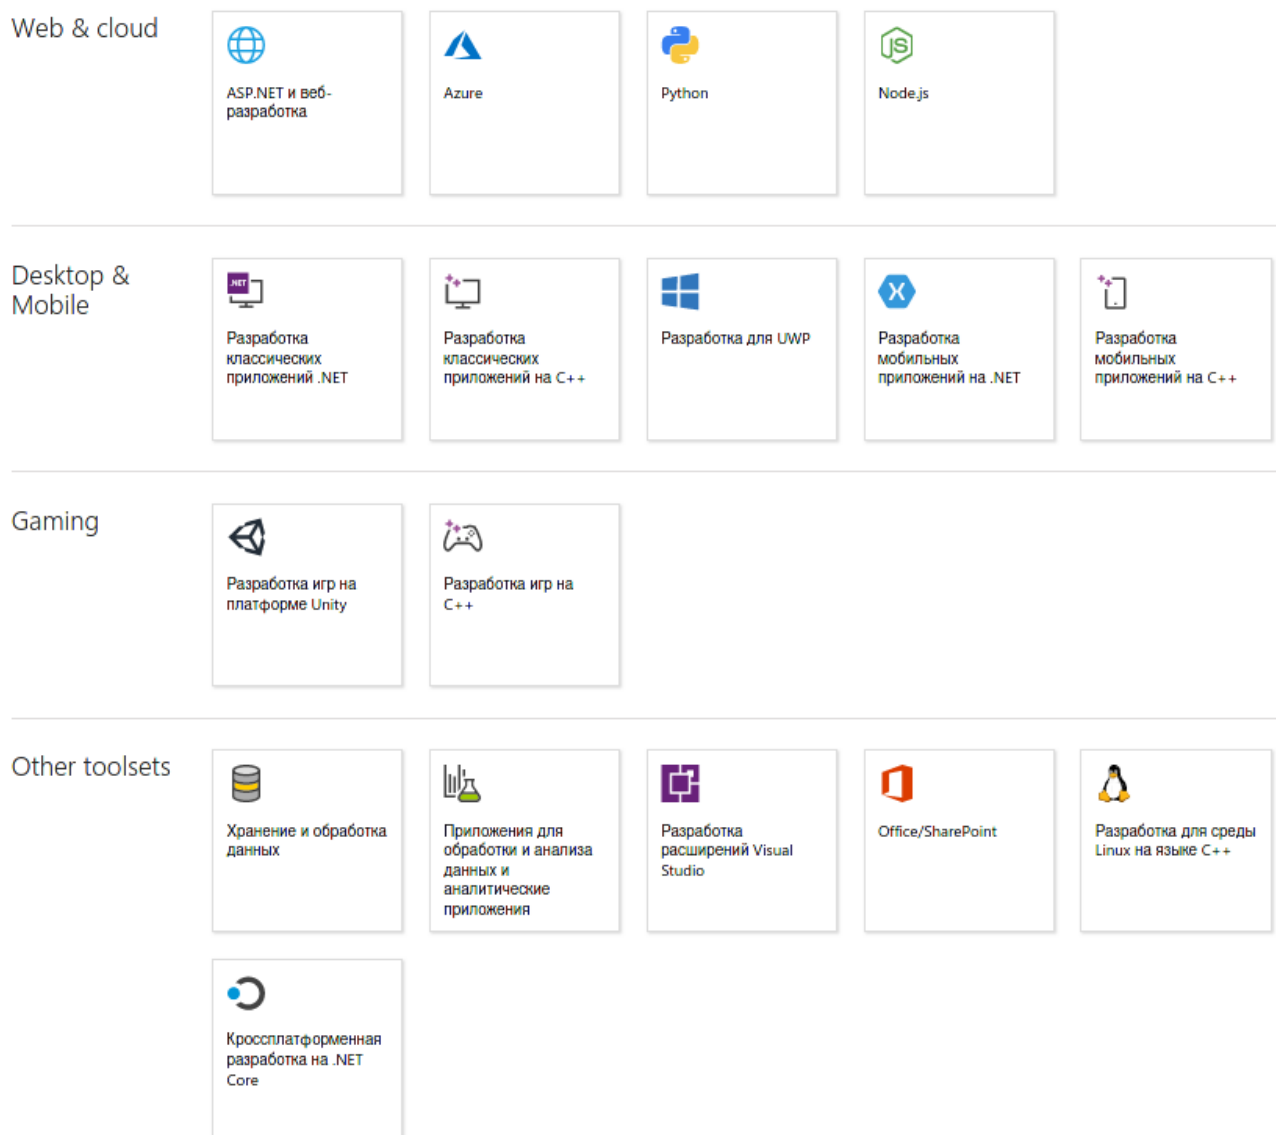 Web & cloud
ASP.NET и веб-
разработка
Azure
Python
JS
Node.js
Desktop &
Mobile
.NET
Разработка
классических
приложений .NET
Разработка
классических
приложений на C++
Разработка для UWP
Разработка
мобильных
приложений на .NET
Разработка
мобильных
приложений на C++
Gaming
Разработка игр на
платформе Unity
Разработка игр на
C++
Other toolsets
Хранение и обработка
данных
Приложения для
обработки и анализа
данных и
аналитические
приложения
Разработка
расширений Visual
Studio
Office/SharePoint
Разработка для среды
Linux на языке C++
Кроссплатформенная
разработка на .NET
Core